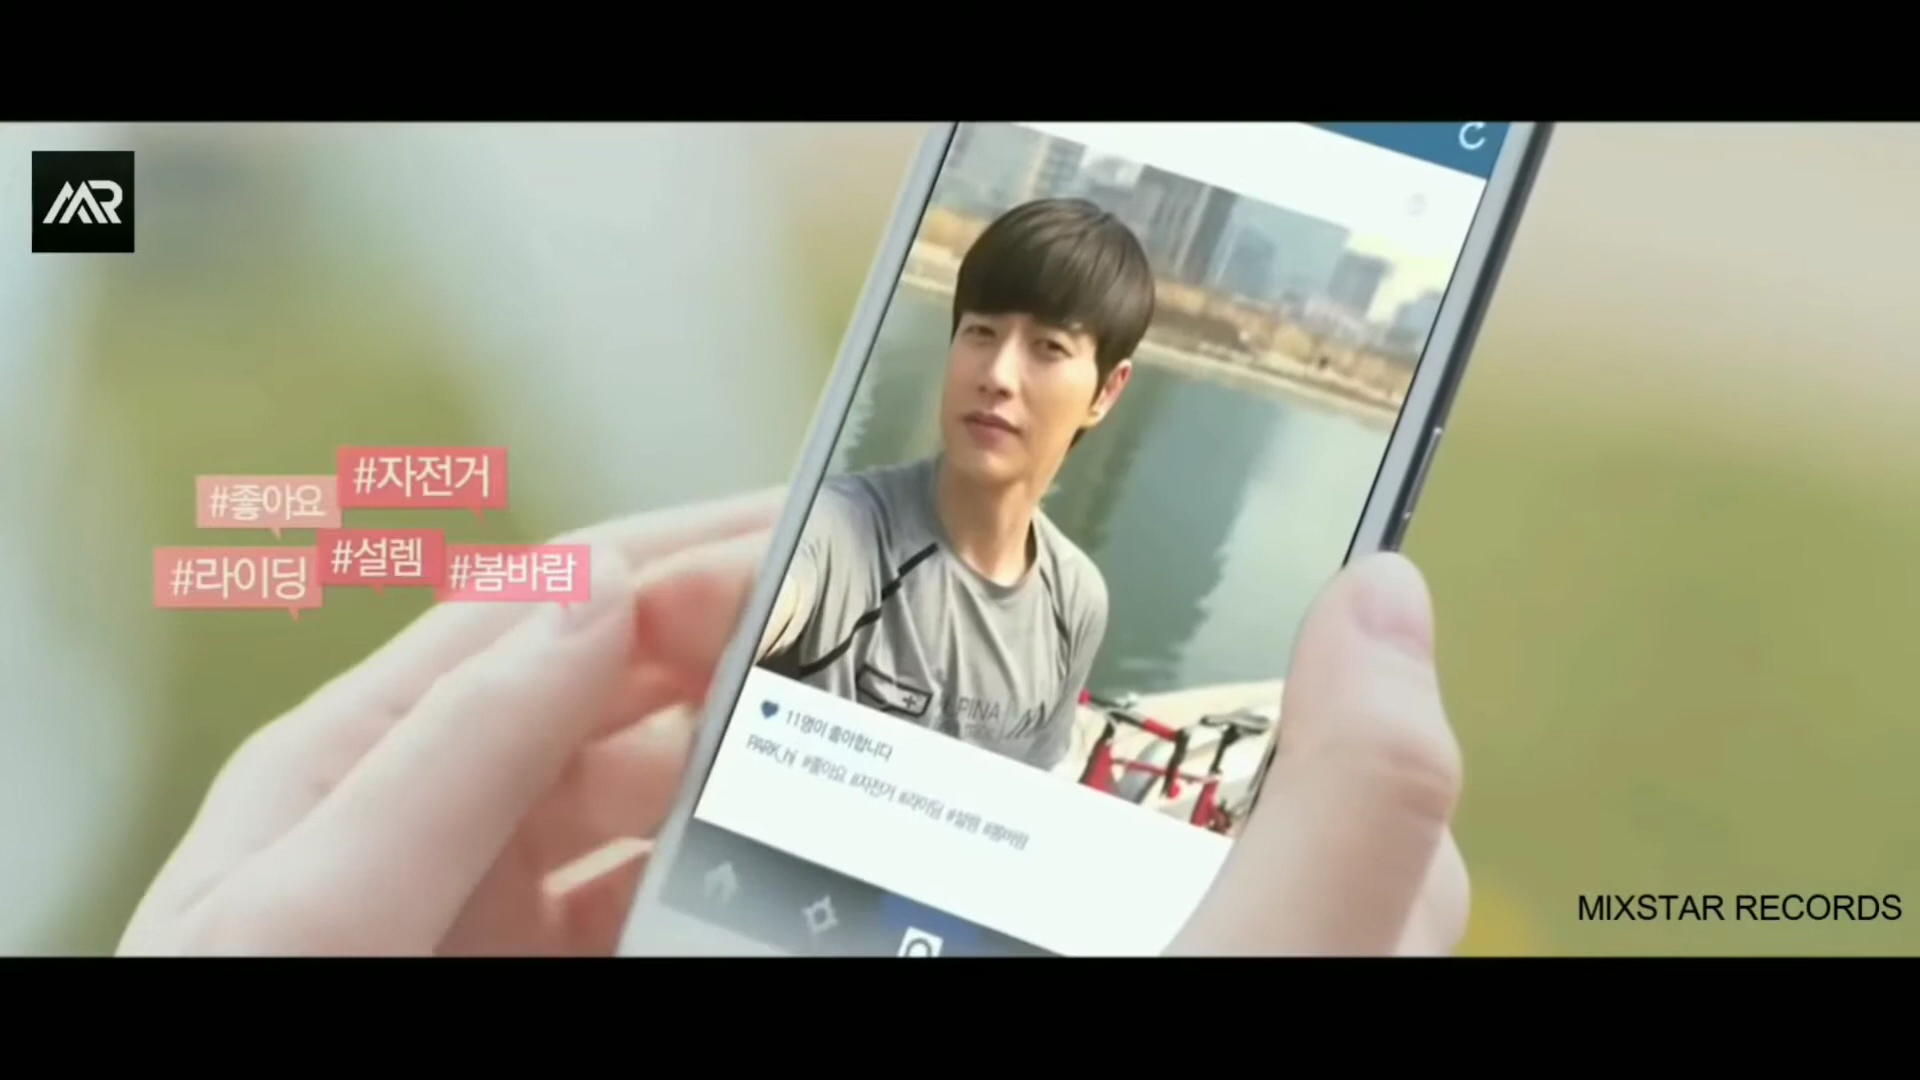 MR
#좋아요 #자전거
#라이딩 #설렘 #봄바람
PINA
11명이 좋아합니다
PARK_hi #좋아요 #자전거 #라이딩 #설렘 #봄바람
MIXSTAR RECORDS